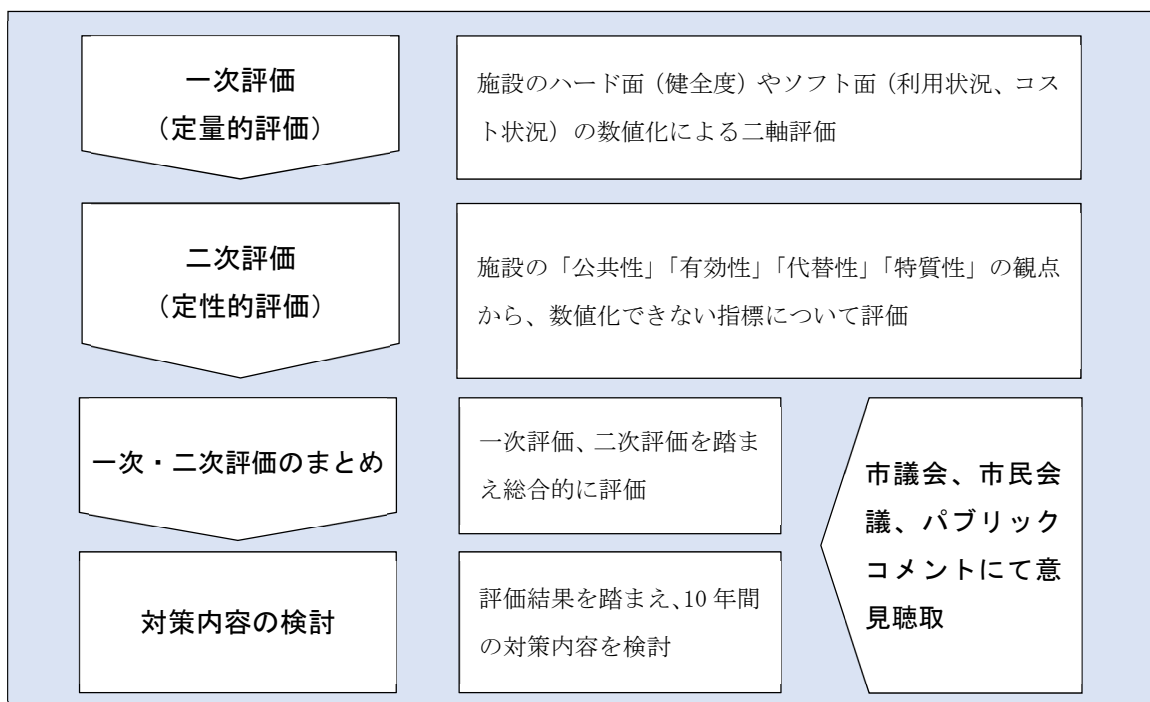 一次評価
（定量的評価）
施設のハード面（健全度）やソフト面（利用状況、コス
ト状況）の数値化による二軸評価
二次評価
（定性的評価）
施設の「公共性」「有効性」「代替性」「特質性」の観点
から、数値化できない指標について評価
一次・二次評価のまとめ
一次評価、二次評価を踏ま
え総合的に評価
対策内容の検討
評価結果を踏まえ、10 年間
の対策内容を検討
市議会、市民会
議、パブリック
コメントにて意
見聴取